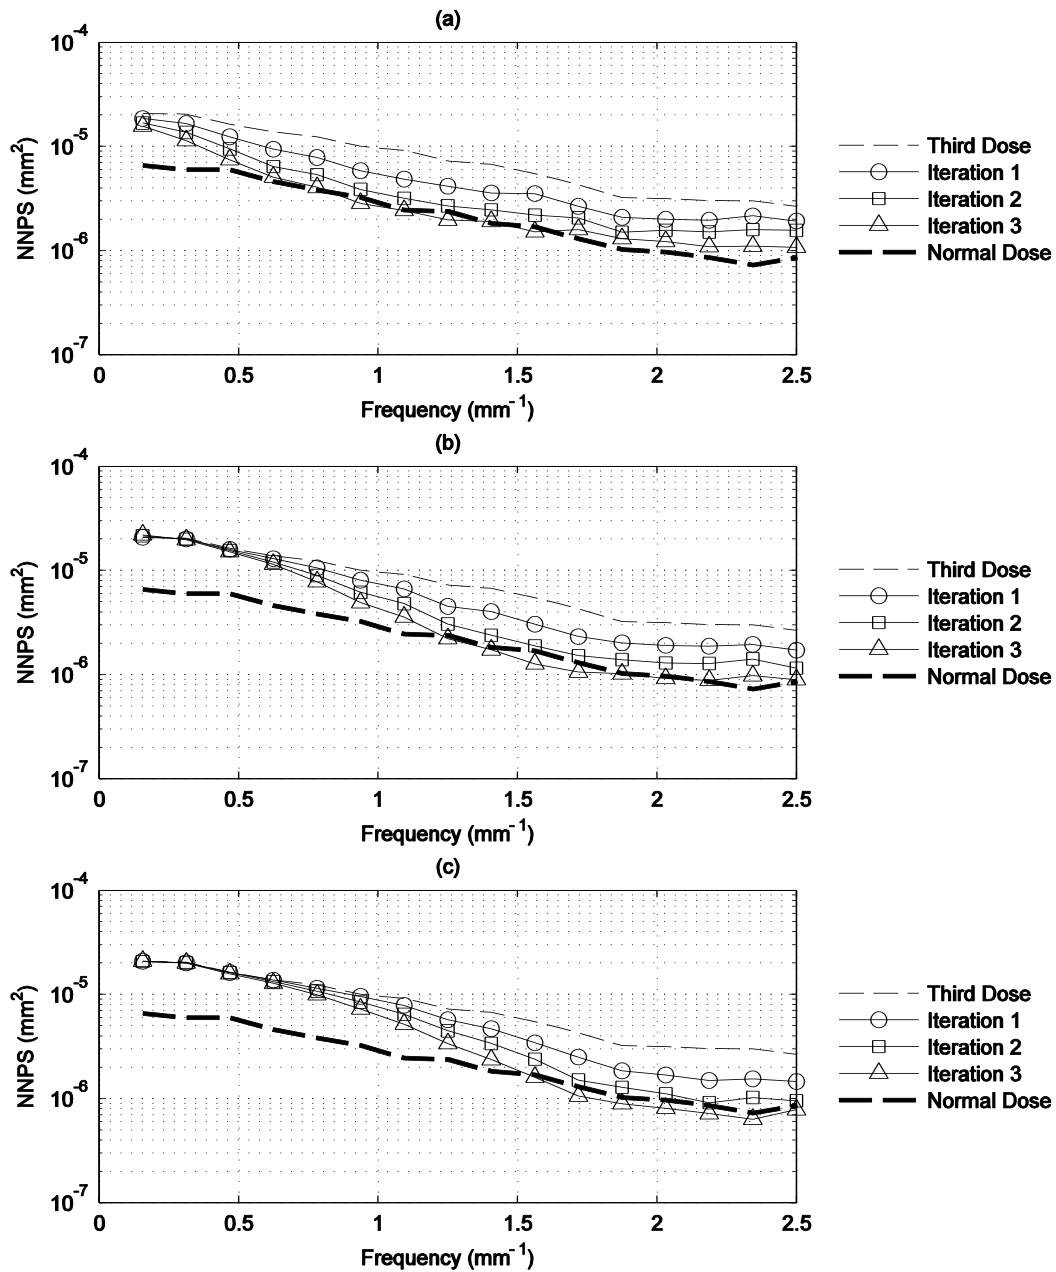 (a)
10^-4
10^-5
10^-6
10^-7
NNPS (mm^2)
0 0.5 1 1.5 2 2.5
Frequency (mm^-1)
Third Dose
Iteration 1
Iteration 2
Iteration 3
Normal Dose
(b)
10^-4
10^-5
10^-6
10^-7
NNPS (mm^2)
0 0.5 1 1.5 2 2.5
Frequency (mm^-1)
Third Dose
Iteration 1
Iteration 2
Iteration 3
Normal Dose
(c)
10^-4
10^-5
10^-6
10^-7
NNPS (mm^2)
0 0.5 1 1.5 2 2.5
Frequency (mm^-1)
Third Dose
Iteration 1
Iteration 2
Iteration 3
Normal Dose